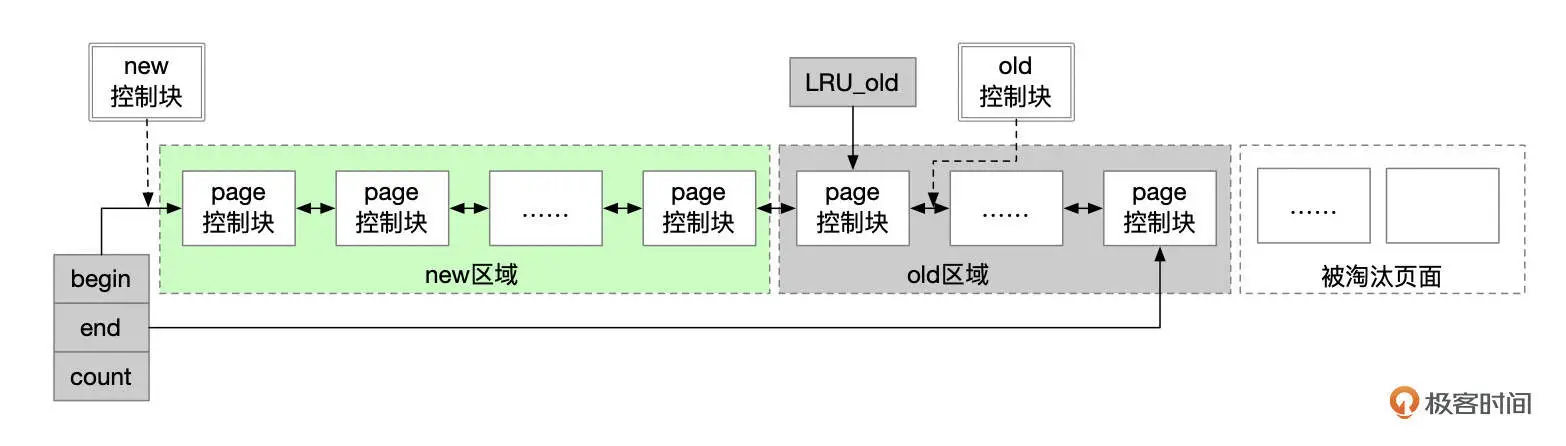 new
控制块
LRU_old
old
控制块
page
控制块
page
控制块
……
page
控制块
page
控制块
……
page
控制块
……
new区域
old区域
被淘汰页面
begin
end
count
极客时间